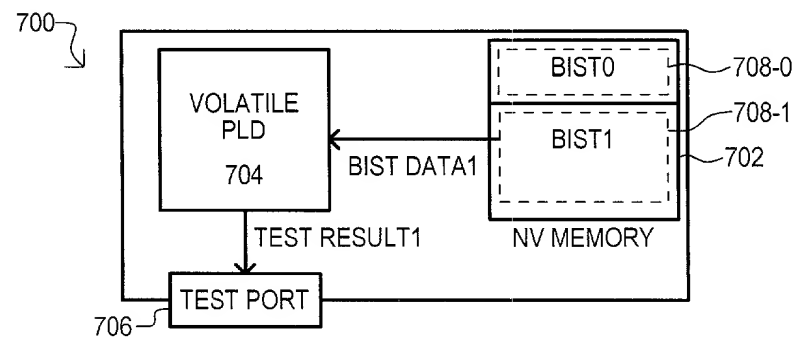 700
BIST0
708-0
VOLATILE
PLD
704
BIST1
708-1
702
BIST DATA1
NV MEMORY
TEST RESULT1
TEST PORT
706